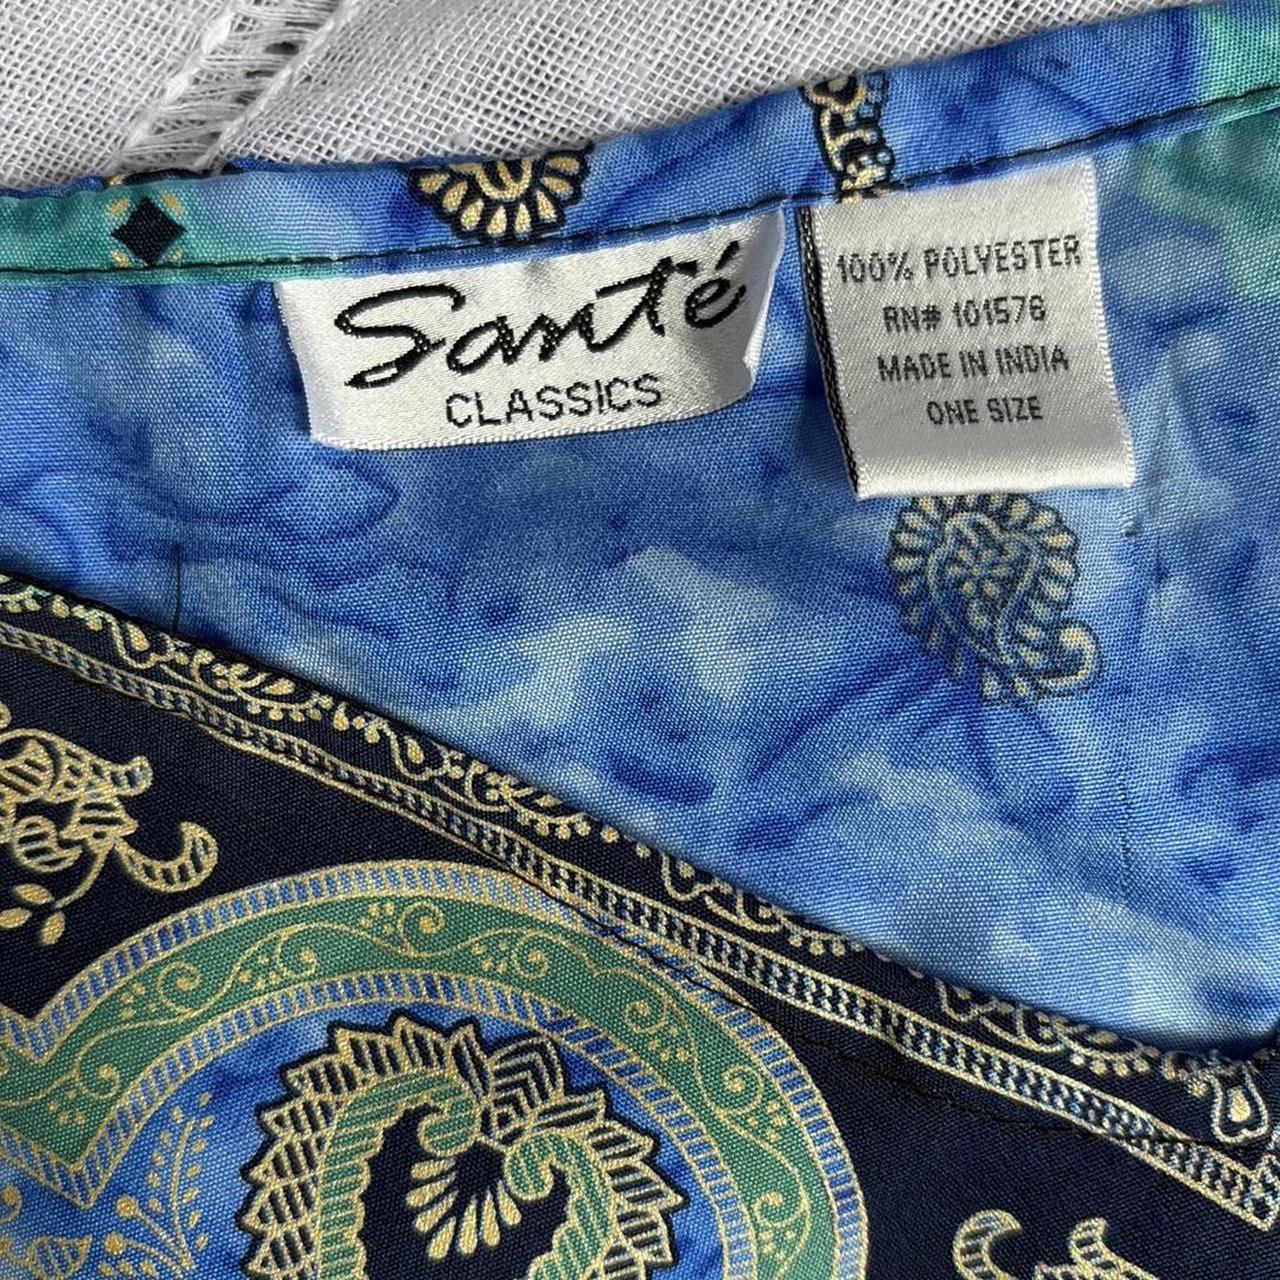 Santé
CLASSICS
100% POLYESTER
RN# 101576
MADE IN INDIA
ONE SIZE